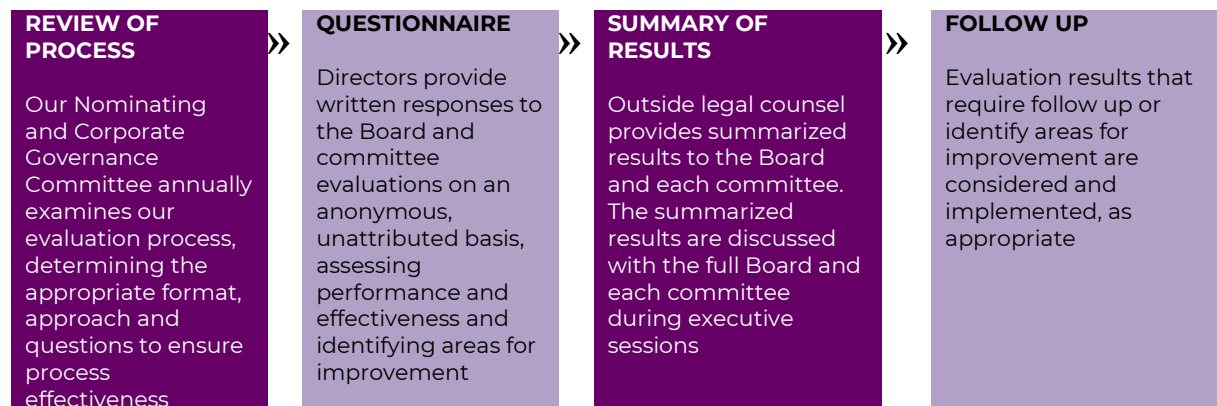 REVIEW OF
PROCESS
Our Nominating
and Corporate
Governance
Committee annually
examines our
evaluation process,
determining the
appropriate format,
approach and
questions to ensure
process
effectiveness
»
QUESTIONNAIRE
Directors provide
written responses to
the Board and
committee
evaluations on an
anonymous,
unattributed basis,
assessing
performance and
effectiveness and
identifying areas for
improvement
»
SUMMARY OF
RESULTS
Outside legal counsel
provides summarized
results to the Board
and each committee.
The summarized
results are discussed
with the full Board and
each committee
during executive
sessions
»
FOLLOW UP
Evaluation results that
require follow up or
identify areas for
improvement are
considered and
implemented, as
appropriate